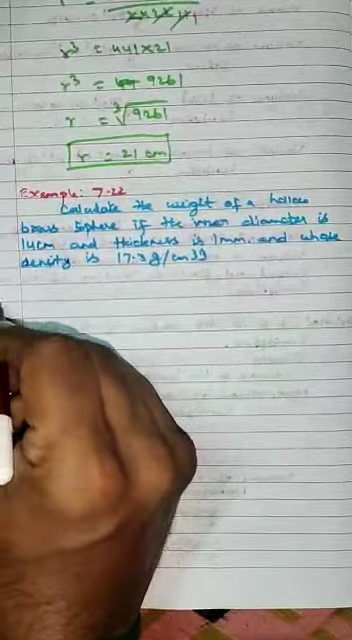 r³ = 441×21
r³ = 9261
r = ³√9261
r = 21 cm
Example: 7.22
Calculate the weight of a hollow
brass sphere if the inner diameter is
14cm and thickness is 1mm. and whose
density is 17.3 g/cm³